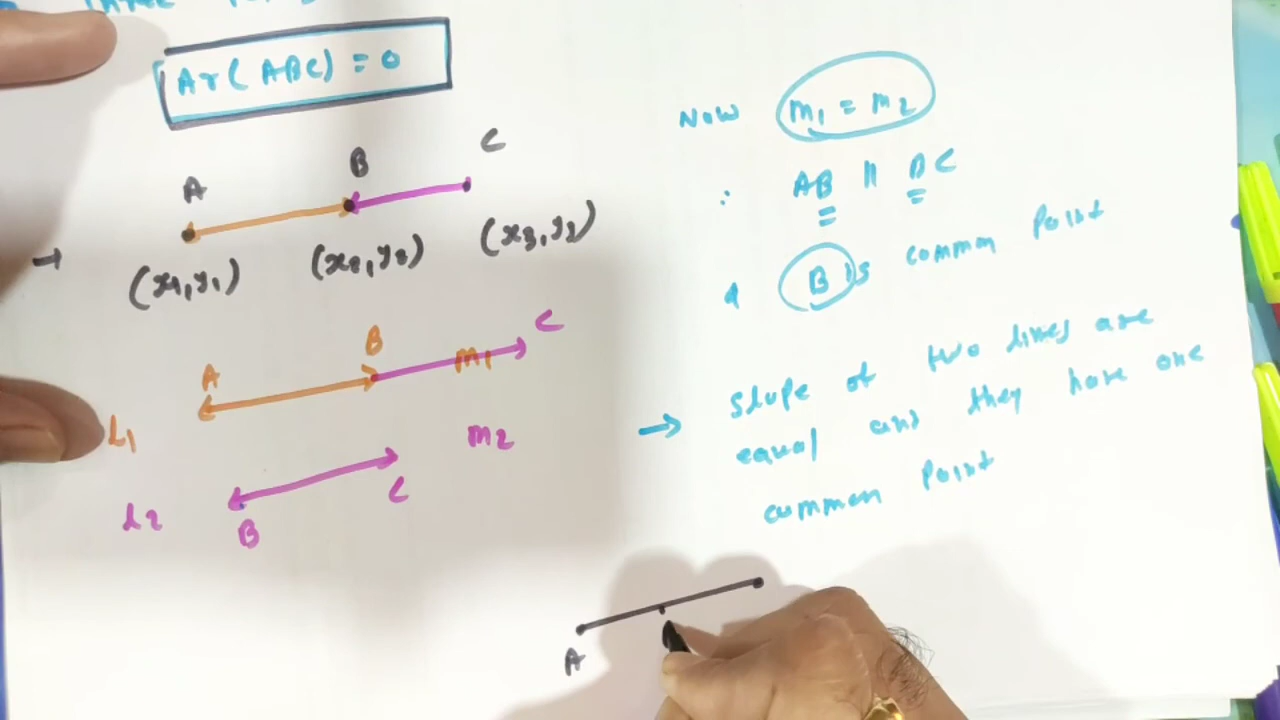 Ar(ABC) = 0
A B C
(x1,y1) (x2,y2) (x3,y3)
A B m1 C
L1
m2
L2 B C
Now m1 = m2
∴ AB || BC
& B is common Point
→ slope of two lines are
equal and they have one
common Point
A